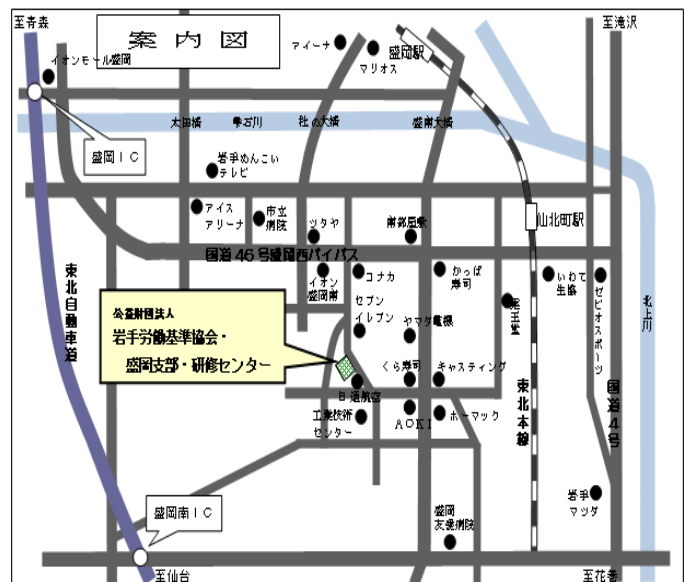 至青森
案内図
アイーナ
マリオス
盛岡駅
至滝沢
イオンモール盛岡
太田橋
雫石川
杜の大橋
盛南大橋
盛岡IC
岩手めんこい
テレビ
アイス
アリーナ
市立
病院
ツタヤ
南部屋敷
仙北町駅
国道46号盛岡西バイパス
イオン
盛岡南
コナカ
かっぱ
寿司
いわて
生協
ゼビオスポーツ
北上川
東北自動車道
セブン
イレブン
ヤマダ電機
公益財団法人
岩手労働基準協会・
盛岡支部・研修センター
くら寿司
キャスティング
日通航空
工業技術
センター
AOKI
ホーマック
東北本線
国道4号
岩手
マツダ
盛岡南IC
盛岡
友愛病院
至仙台
至花巻